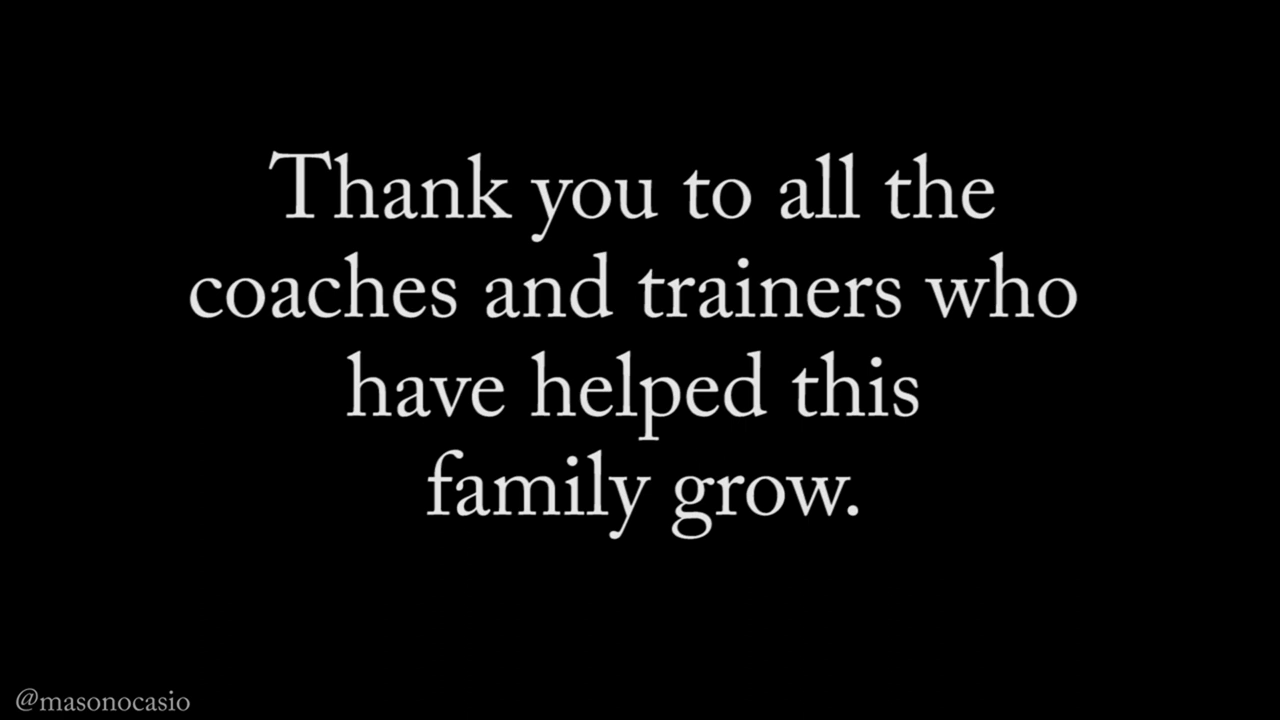 Thank you to all the
coaches and trainers who
have helped this
family grow.
@masonocasio